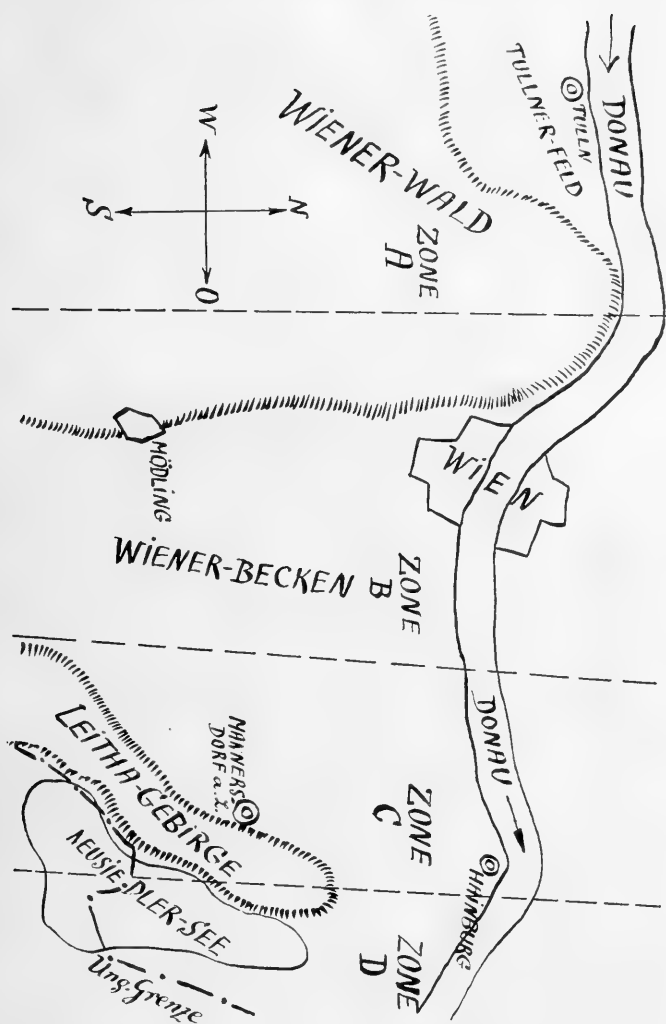 DONAU
TULLN
TULLNER-FELD
WIENER-WALD
ZONE
A
W
N
S
O
WIEN
MÖDLING
WIENER-BECKEN
ZONE
B
DONAU
ZONE
C
MANNERS-
DORF a. L.
LEITHA-GEBIRGE
NEUSIEDLER-SEE
HAINBURG
ZONE
D
Ung.-Grenze